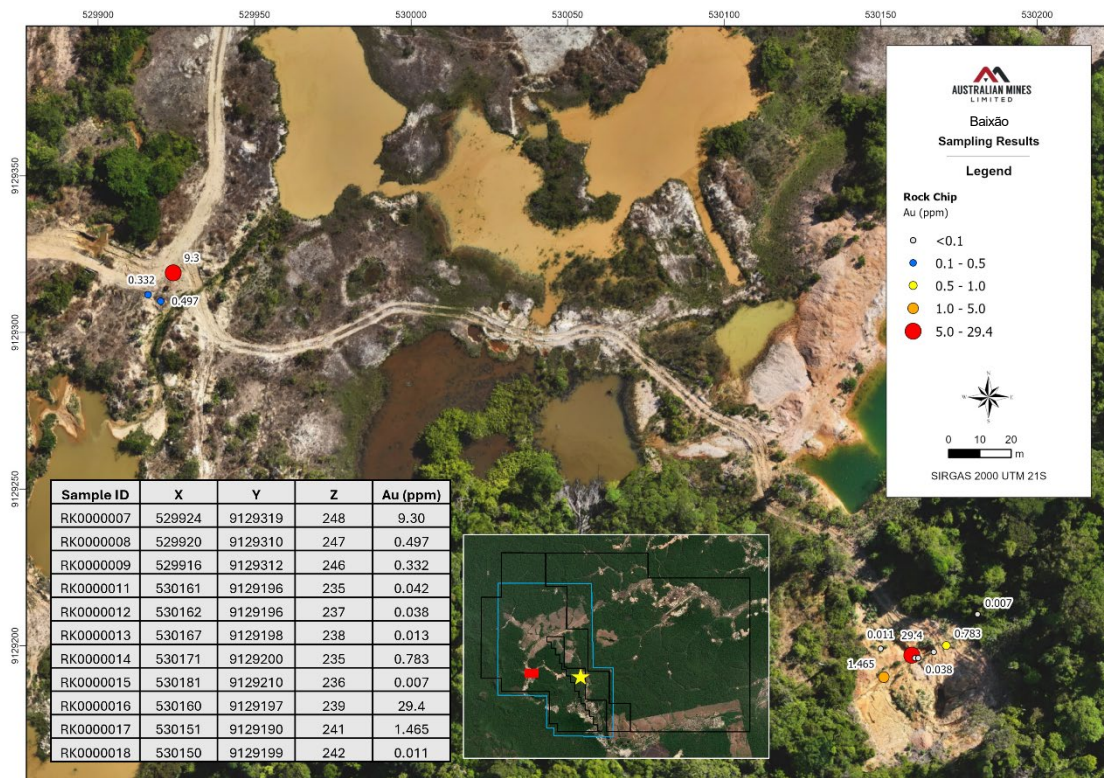 529900 529950 530000 530050 530100 530150 530200
9129350
9129300
9129250
9129200
AUSTRALIAN MINES
LIMITED
Baixão
Sampling Results
Legend
Rock Chip
Au (ppm)
<0.1
0.1 - 0.5
0.5 - 1.0
1.0 - 5.0
5.0 - 29.4
N
W E
S
0 10 20
m
SIRGAS 2000 UTM 21S
9.3
0.332
0.497
0.007
0.011 29.4 0.783
0.038
1.465
Sample ID X Y Z Au (ppm)
RK0000007 529924 9129319 248 9.30
RK0000008 529920 9129310 247 0.497
RK0000009 529916 9129312 246 0.332
RK0000011 530161 9129196 235 0.042
RK0000012 530162 9129196 237 0.038
RK0000013 530167 9129198 238 0.013
RK0000014 530171 9129200 235 0.783
RK0000015 530181 9129210 236 0.007
RK0000016 530160 9129197 239 29.4
RK0000017 530151 9129190 241 1.465
RK0000018 530150 9129199 242 0.011